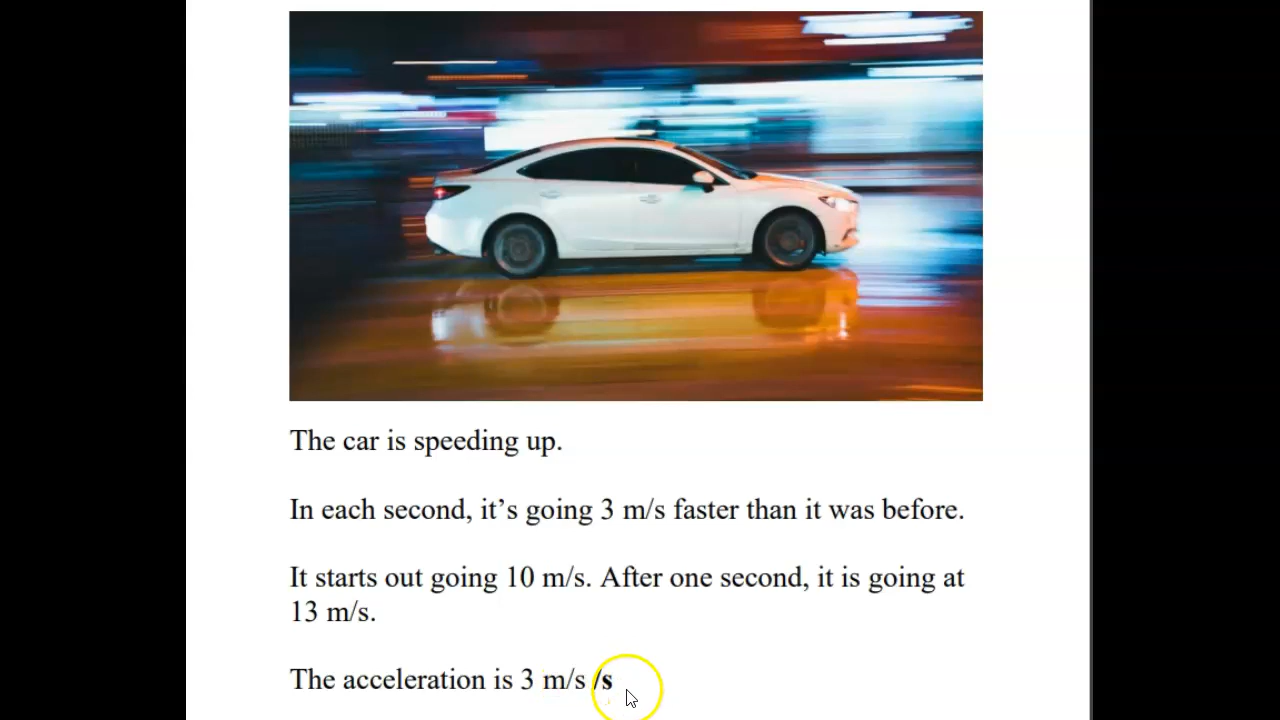 The car is speeding up.
In each second, it’s going 3 m/s faster than it was before.
It starts out going 10 m/s. After one second, it is going at
13 m/s.
The acceleration is 3 m/s /s